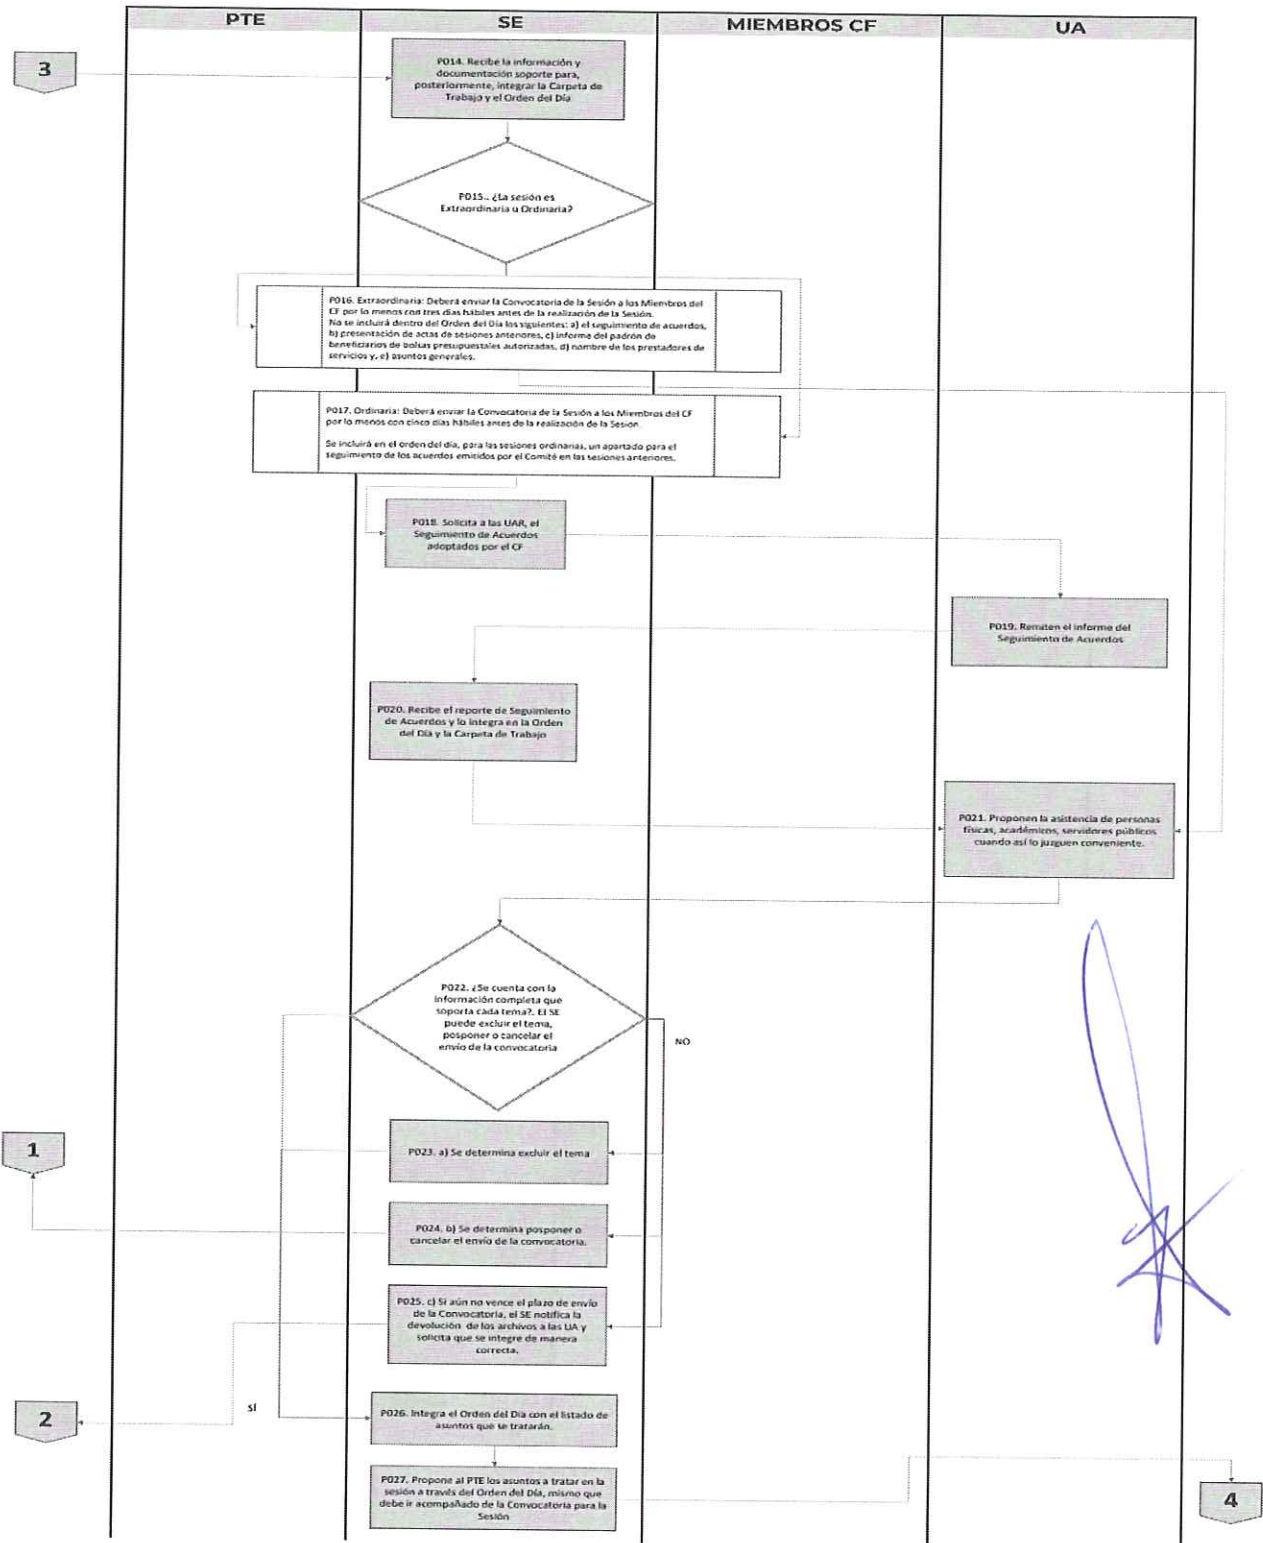 PTE
SE
MIEMBROS CF
UA
3
P014. Recibe la información y
documentación soporte para,
posteriormente, integrar la Carpeta de
Trabajo y el Orden del Día
P015.. ¿La sesión es
Extraordinaria u Ordinaria?
P016. Extraordinaria: Deberá enviar la Convocatoria de la Sesión a los Miembros del
CF por lo menos con tres días hábiles antes de la realización de la Sesión.
No se incluirá dentro del Orden del Día los siguientes: a) el seguimiento de acuerdos,
b) presentación de actas de sesiones anteriores, c) informe del padrón de
beneficiarios de bolsas presupuestales autorizadas, d) nombre de los prestadores de
servicios y, e) asuntos generales.
P017. Ordinaria: Deberá enviar la Convocatoria de la Sesión a los Miembros del CF
por lo menos con cinco días hábiles antes de la realización de la Sesión.
Se incluirá en el orden del día, para las sesiones ordinarias, un apartado para el
seguimiento de los acuerdos emitidos por el Comité en las sesiones anteriores.
P018. Solicita a las UAR, el
Seguimiento de Acuerdos
adoptados por el CF
P019. Remiten el informe del
Seguimiento de Acuerdos
P020. Recibe el reporte de Seguimiento
de Acuerdos y lo integra en la Orden
del Día y la Carpeta de Trabajo
P021. Proponen la asistencia de personas
físicas, académicos, servidores públicos
cuando así lo juzguen conveniente.
P022. ¿Se cuenta con la
información completa que
soporta cada tema?. El SE
puede excluir el tema,
posponer o cancelar el
envío de la convocatoria
NO
P023. a) Se determina excluir el tema
1
P024. b) Se determina posponer o
cancelar el envío de la convocatoria.
P025. c) Si aún no vence el plazo de envío
de la Convocatoria, el SE notifica la
devolución de los archivos a las UA y
solicita que se integre de manera
correcta.
2
SÍ
P026. Integra el Orden del Día con el listado de
asuntos que se tratarán.
P027. Propone al PTE los asuntos a tratar en la
sesión a través del Orden del Día, mismo que
debe ir acompañado de la Convocatoria para la
Sesión
4